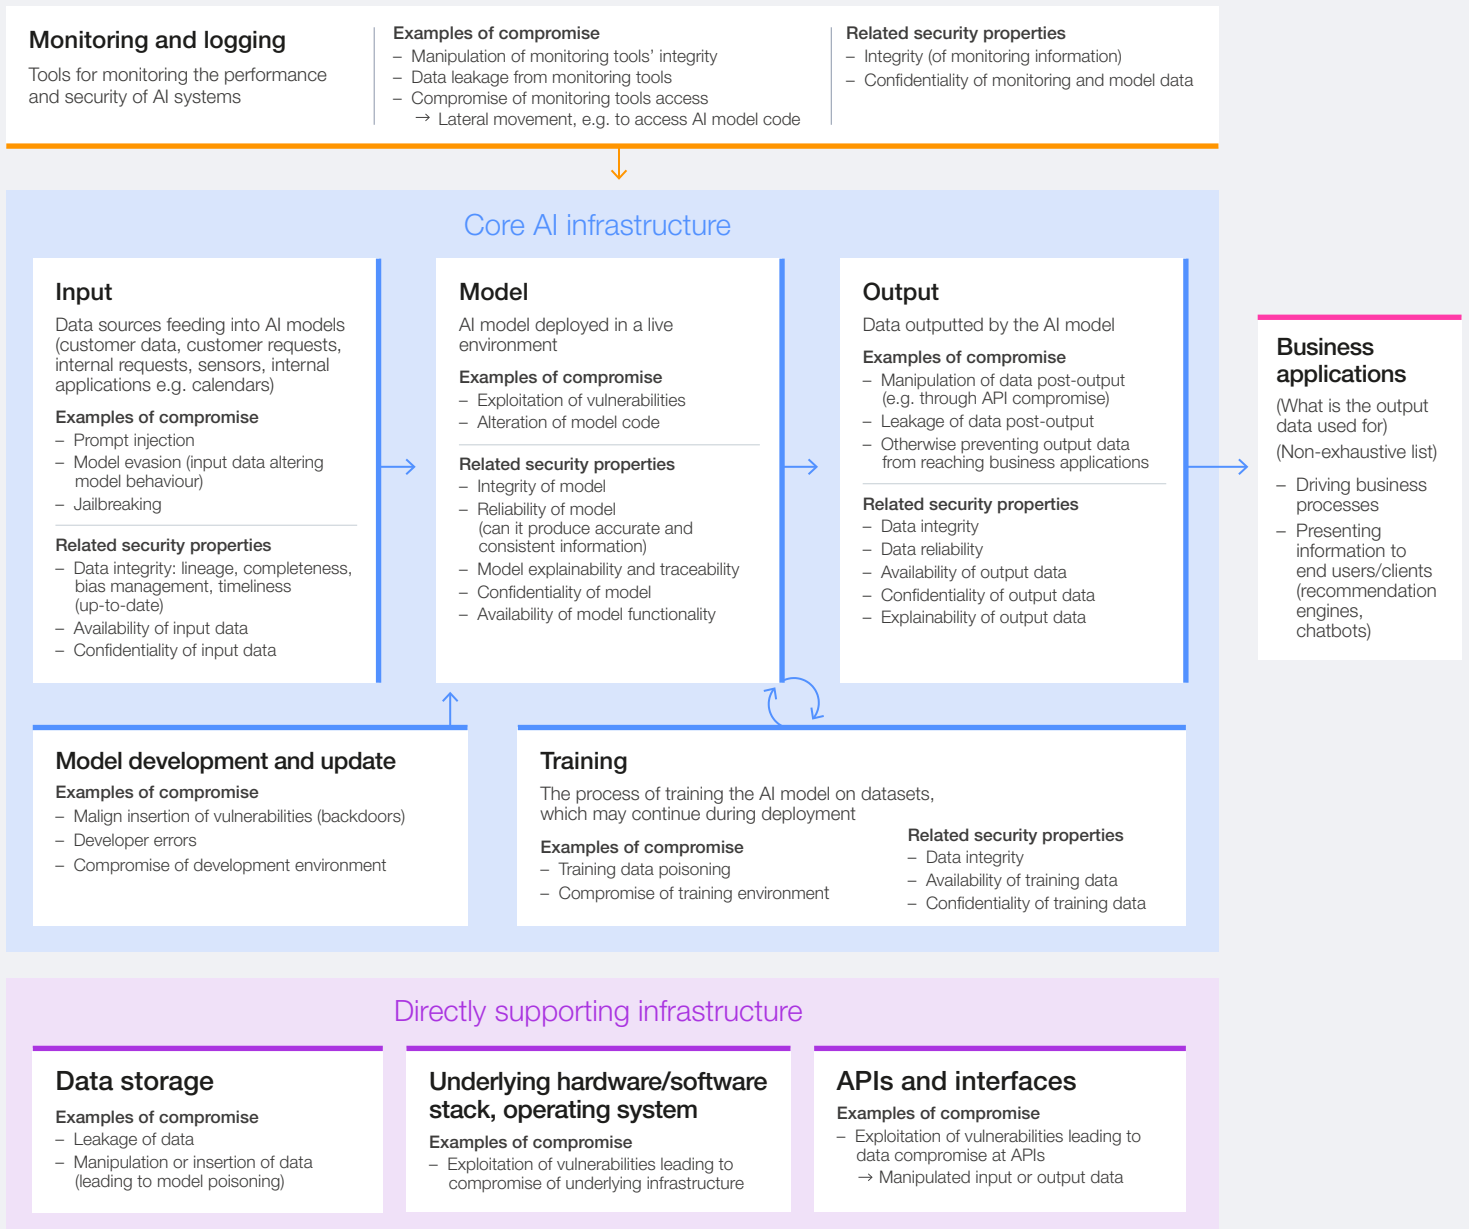 Monitoring and logging
Tools for monitoring the performance
and security of AI systems
Examples of compromise
– Manipulation of monitoring tools’ integrity
– Data leakage from monitoring tools
– Compromise of monitoring tools access
→ Lateral movement, e.g. to access AI model code
Related security properties
– Integrity (of monitoring information)
– Confidentiality of monitoring and model data
Core AI infrastructure
Input
Data sources feeding into AI models
(customer data, customer requests,
internal requests, sensors, internal
applications e.g. calendars)
Examples of compromise
– Prompt injection
– Model evasion (input data altering
model behaviour)
– Jailbreaking
Related security properties
– Data integrity: lineage, completeness,
bias management, timeliness
(up-to-date)
– Availability of input data
– Confidentiality of input data
Model
AI model deployed in a live
environment
Examples of compromise
– Exploitation of vulnerabilities
– Alteration of model code
Related security properties
– Integrity of model
– Reliability of model
(can it produce accurate and
consistent information)
– Model explainability and traceability
– Confidentiality of model
– Availability of model functionality
Output
Data outputted by the AI model
Examples of compromise
– Manipulation of data post-output
(e.g. through API compromise)
– Leakage of data post-output
– Otherwise preventing output data
from reaching business applications
Related security properties
– Data integrity
– Data reliability
– Availability of output data
– Confidentiality of output data
– Explainability of output data
Business
applications
(What is the output
data used for)
(Non-exhaustive list)
– Driving business
processes
– Presenting
information to
end users/clients
(recommendation
engines,
chatbots)
Model development and update
Examples of compromise
– Malign insertion of vulnerabilities (backdoors)
– Developer errors
– Compromise of development environment
Training
The process of training the AI model on datasets,
which may continue during deployment
Examples of compromise
– Training data poisoning
– Compromise of training environment
Related security properties
– Data integrity
– Availability of training data
– Confidentiality of training data
Directly supporting infrastructure
Data storage
Examples of compromise
– Leakage of data
– Manipulation or insertion of data
(leading to model poisoning)
Underlying hardware/software
stack, operating system
Examples of compromise
– Exploitation of vulnerabilities leading to
compromise of underlying infrastructure
APIs and interfaces
Examples of compromise
– Exploitation of vulnerabilities leading to
data compromise at APIs
→ Manipulated input or output data